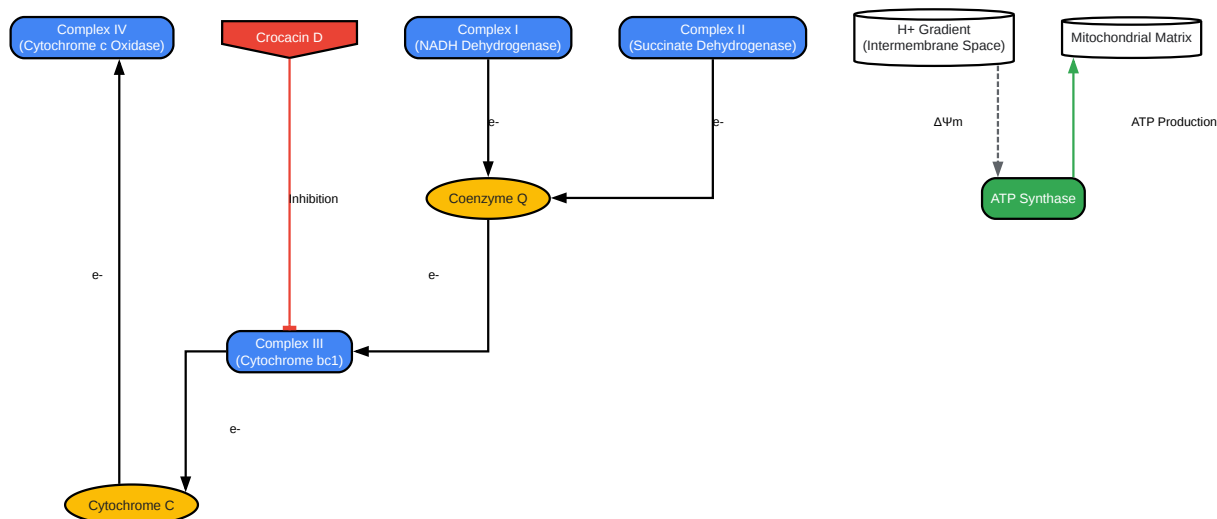 Complex IV
(Cytochrome c Oxidase)
Crocacin D
Complex I
(NADH Dehydrogenase)
Complex II
(Succinate Dehydrogenase)
H+ Gradient
(Intermembrane Space)
Mitochondrial Matrix
e-
e-
ΔΨm
ATP Production
Inhibition
Coenzyme Q
ATP Synthase
e-
e-
Complex III
(Cytochrome bc1)
e-
Cytochrome C